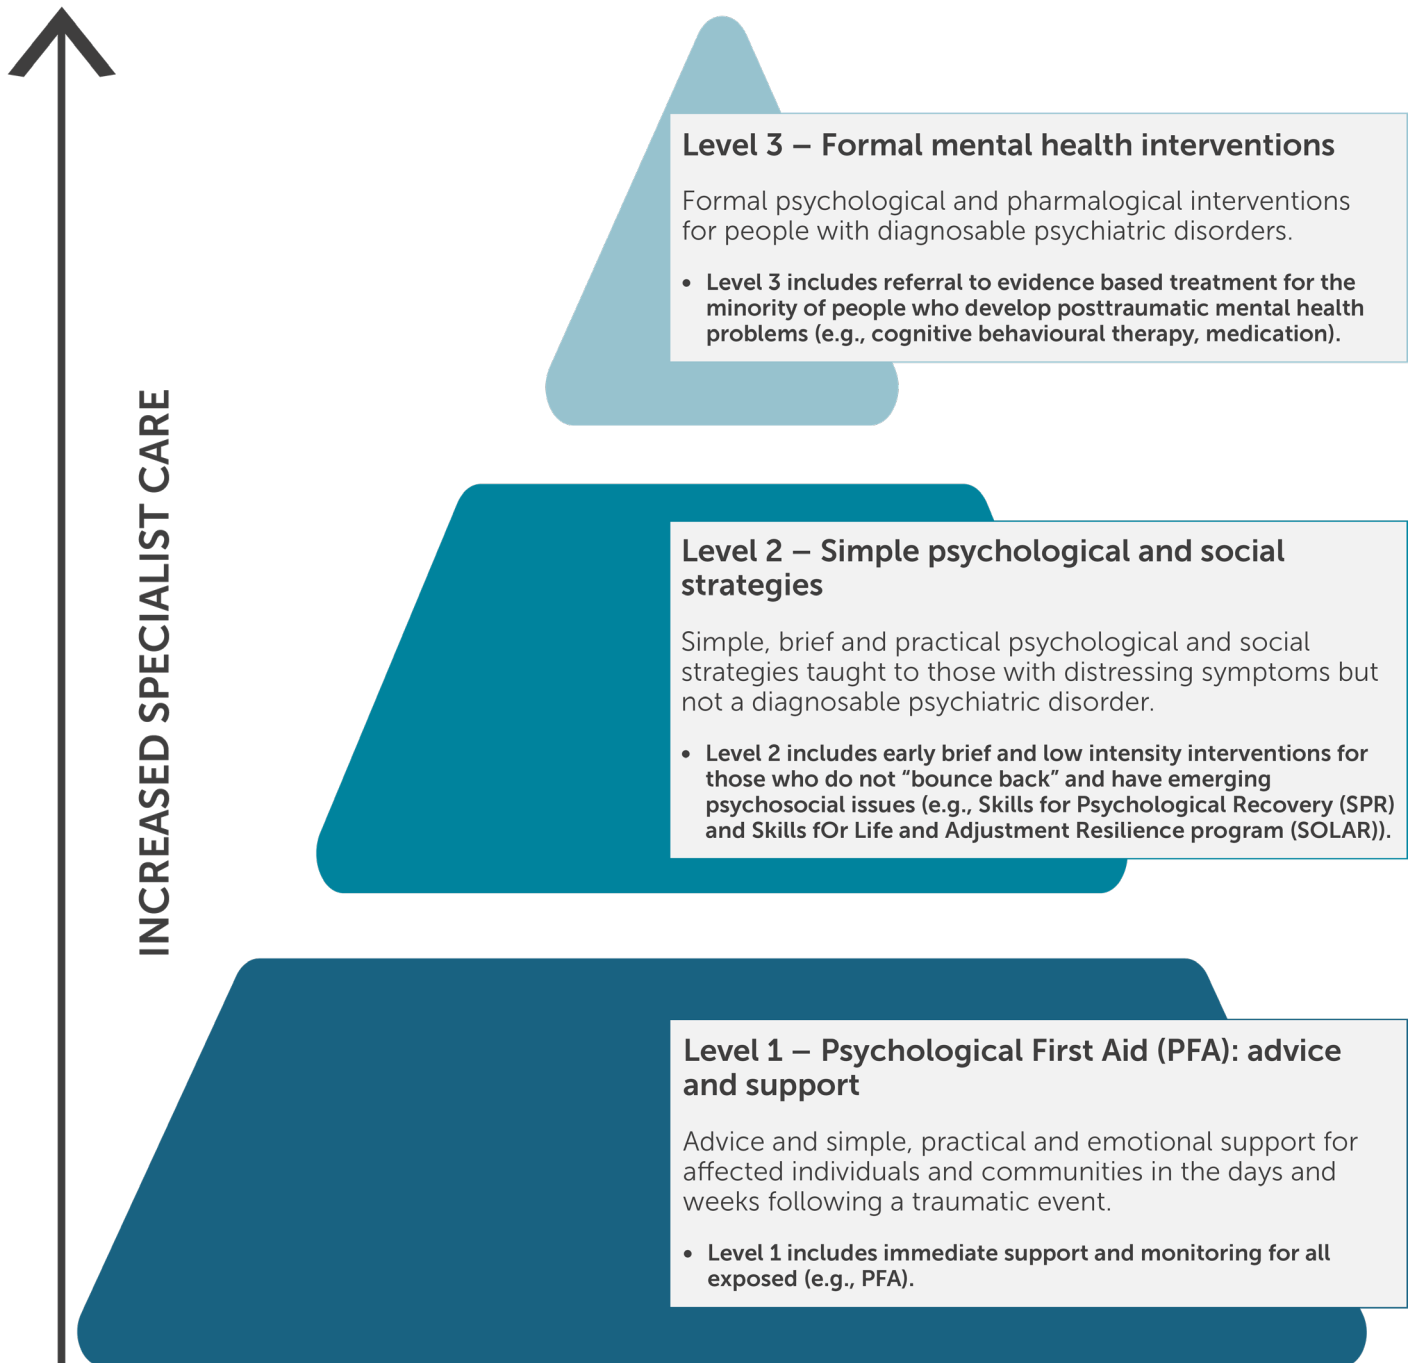 INCREASED SPECIALIST CARE
Level 3 – Formal mental health interventions
Formal psychological and pharmalogical interventions
for people with diagnosable psychiatric disorders.
• Level 3 includes referral to evidence based treatment for the
minority of people who develop posttraumatic mental health
problems (e.g., cognitive behavioural therapy, medication).
Level 2 – Simple psychological and social
strategies
Simple, brief and practical psychological and social
strategies taught to those with distressing symptoms but
not a diagnosable psychiatric disorder.
• Level 2 includes early brief and low intensity interventions for
those who do not “bounce back” and have emerging
psychosocial issues (e.g., Skills for Psychological Recovery (SPR)
and Skills fOr Life and Adjustment Resilience program (SOLAR)).
Level 1 – Psychological First Aid (PFA): advice
and support
Advice and simple, practical and emotional support for
affected individuals and communities in the days and
weeks following a traumatic event.
• Level 1 includes immediate support and monitoring for all
exposed (e.g., PFA).